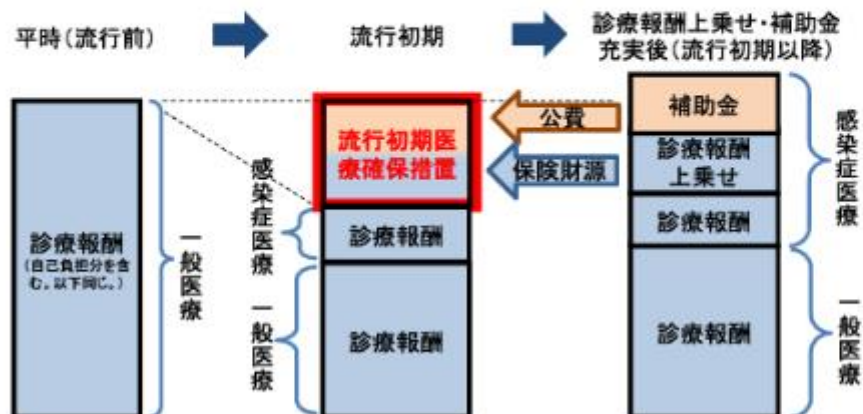 平時(流行前)
流行初期
診療報酬上乗せ・補助金
充実後(流行初期以降)
診療報酬
(自己負担分を含
む。以下同じ。)
一般医療
流行初期医
療確保措置
感染症医療
診療報酬
一般医療
診療報酬
公費
保険財源
補助金
診療報酬
上乗せ
診療報酬
感染症医療
診療報酬
一般医療